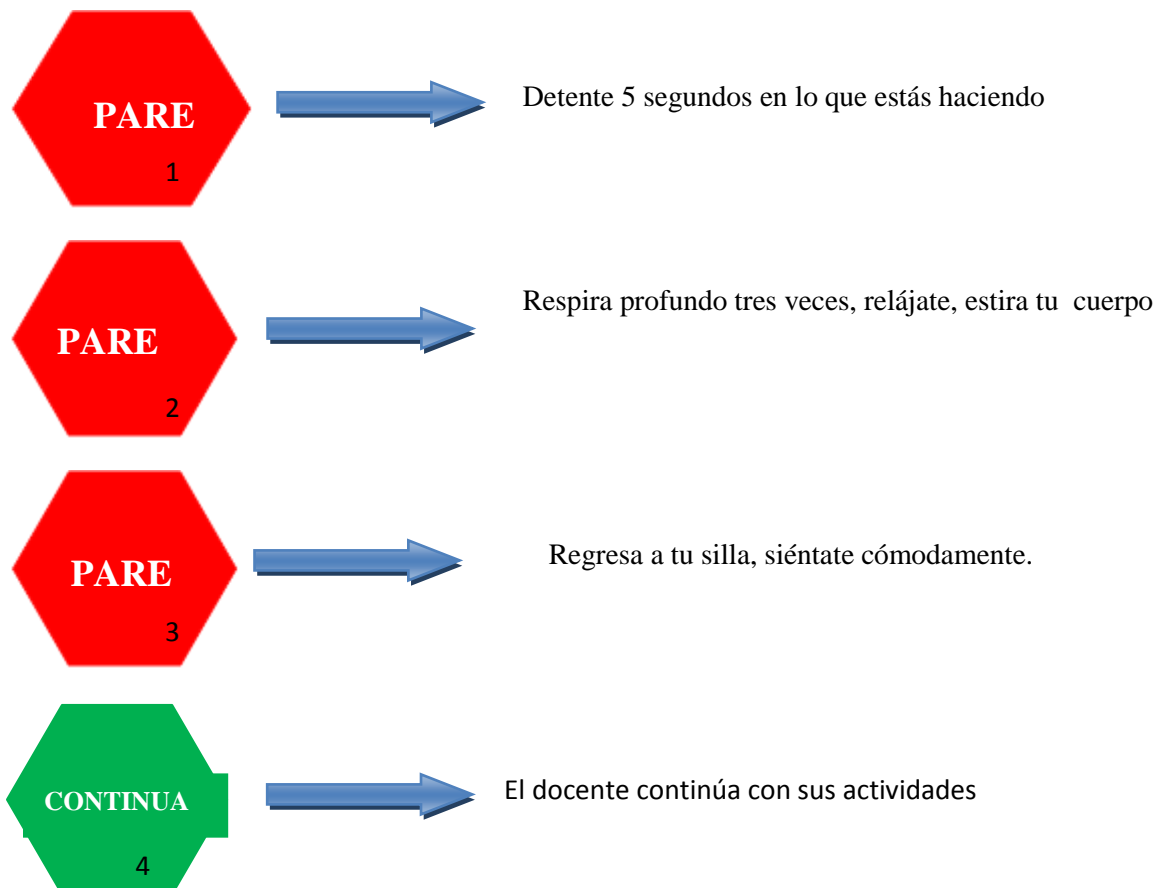 PARE
1
Detente 5 segundos en lo que estás haciendo
PARE
2
Respira profundo tres veces, relájate, estira tu cuerpo
PARE
3
Regresa a tu silla, siéntate cómodamente.
CONTINUA
4
El docente continúa con sus actividades